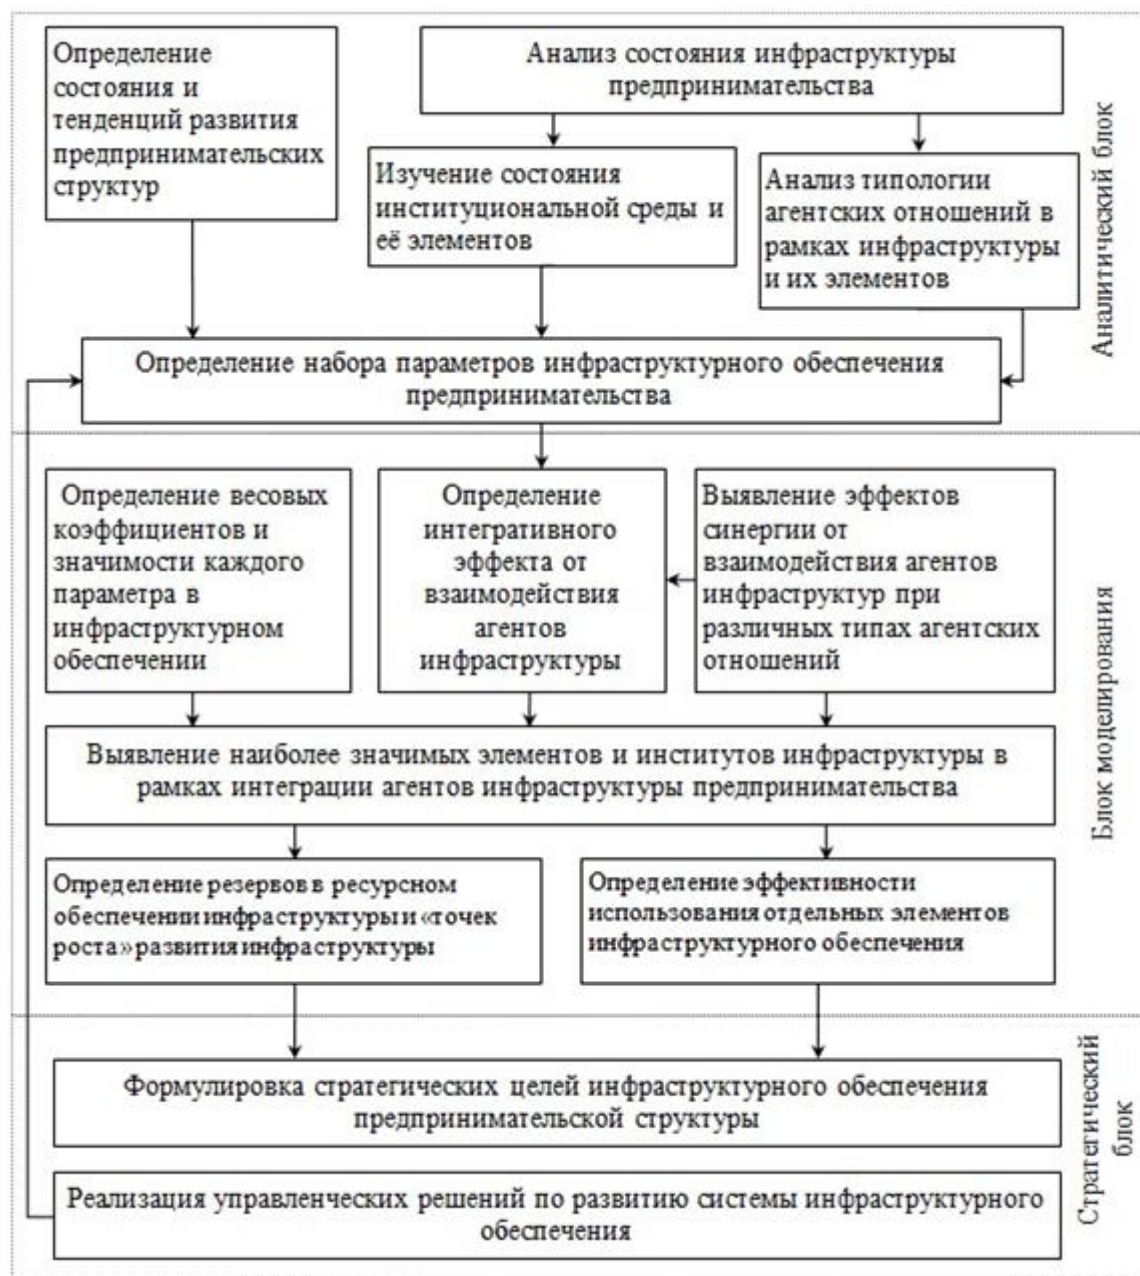 Определение
состояния и
тенденций развития
предпринимательских
структур
Анализ состояния инфраструктуры
предпринимательства
Изучение состояния
институциональной среды и
её элементов
Анализ типологии
агентских отношений в
рамках инфраструктуры
и их элементов
Аналитический блок
Определение набора параметров инфраструктурного обеспечения
предпринимательства
Определение весовых
коэффициентов и
значимости каждого
параметра в
инфраструктурном
обеспечении
Определение
интегративного
эффекта от
взаимодействия
агентов
инфраструктуры
Выявление эффектов
синергии от
взаимодействия агентов
инфраструктур при
различных типах агентских
отношений
Блок моделирования
Выявление наиболее значимых элементов и институтов инфраструктуры в
рамках интеграции агентов инфраструктуры предпринимательства
Определение резервов в ресурсном
обеспечении инфраструктуры и «точек
роста» развития инфраструктуры
Определение эффективности
использования отдельных элементов
инфраструктурного обеспечения
Формулировка стратегических целей инфраструктурного обеспечения
предпринимательской структуры
Стратегический
блок
Реализация управленческих решений по развитию системы инфраструктурного
обеспечения